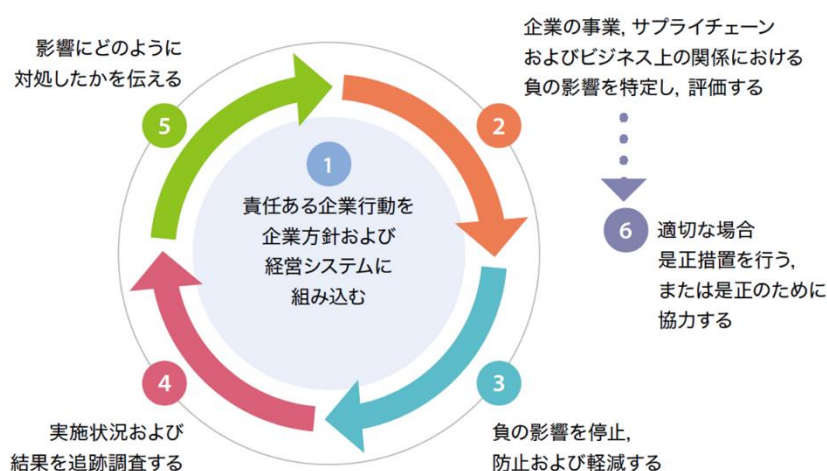 1
責任ある企業行動を
企業方針および
経営システムに
組み込む
2
企業の事業, サプライチェーン
およびビジネス上の関係における
負の影響を特定し, 評価する
3
負の影響を停止,
防止および軽減する
4
実施状況および
結果を追跡調査する
5
影響にどのように
対処したかを伝える
6
適切な場合
是正措置を行う,
または是正のために
協力する